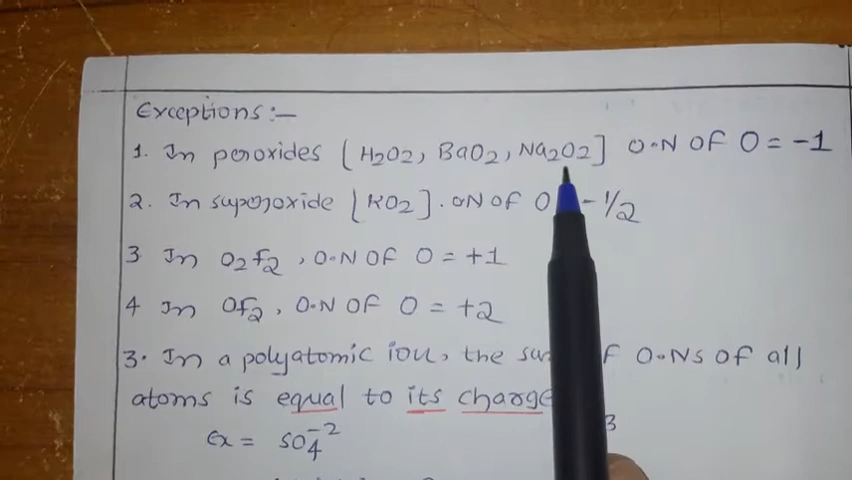 Exceptions:-
1. In peroxides [H2O2, BaO2, Na2O2] O.N OF O = -1
2. In superoxide [KO2]. ON OF O - 1/2
3 In O2F2, O.N OF O = +1
4 In OF2, O.N OF O = +2
3. In a polyatomic ion, the O.Ns of all
atoms is equal to its charge
Ex = SO4^-2 3